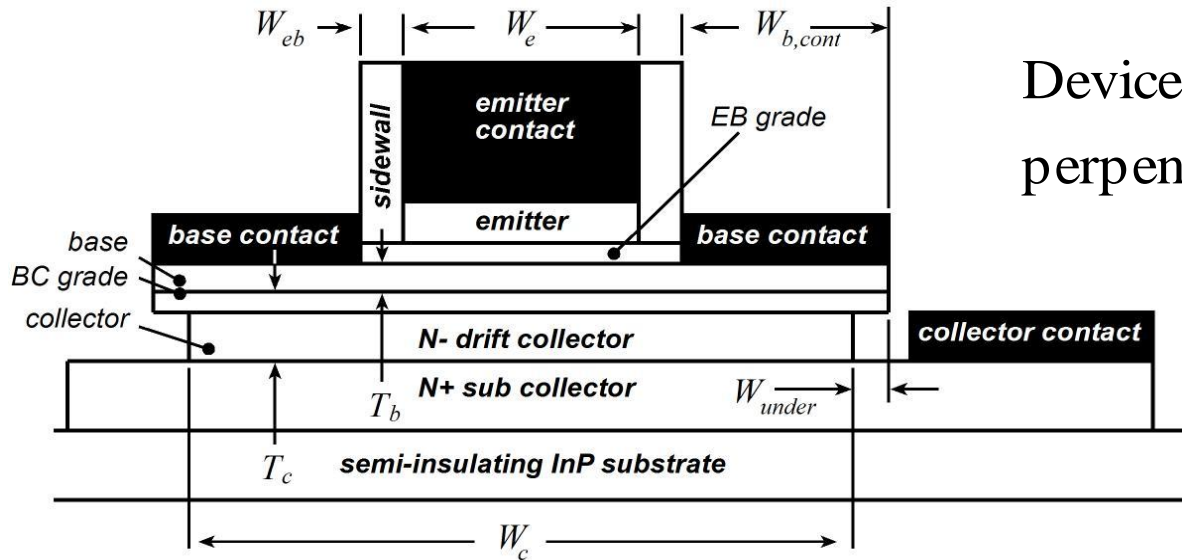 W_eb W_e W_b,cont
Device
perpen
emitter
contact
EB grade
sidewall
emitter
base contact
base contact
base
BC grade
collector
N- drift collector
collector contact
N+ sub collector
T_b
W_under
T_c
semi-insulating InP substrate
W_c